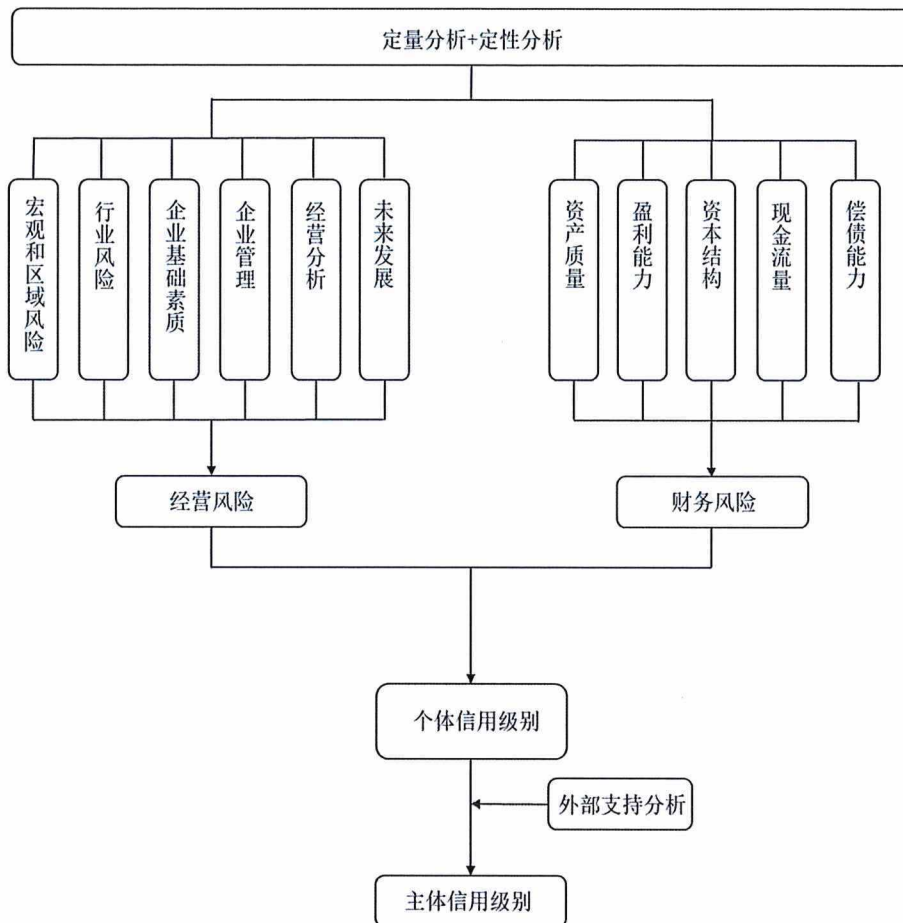 定量分析+定性分析
宏观和区域风险
行业风险
企业基础素质
企业管理
经营分析
未来发展
资产质量
盈利能力
资本结构
现金流量
偿债能力
经营风险
财务风险
个体信用级别
外部支持分析
主体信用级别